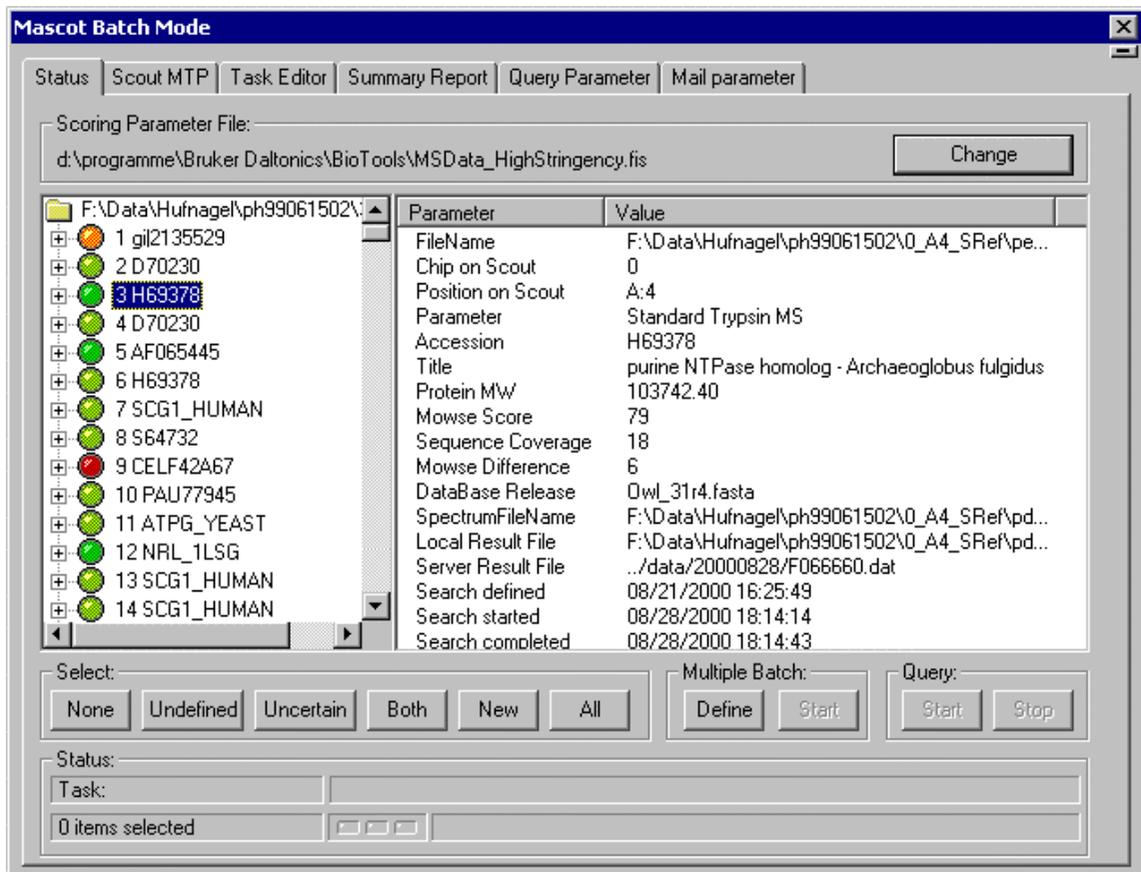 Mascot Batch Mode
Status Scout MTP Task Editor Summary Report Query Parameter Mail parameter
Scoring Parameter File:
d:\programme\Bruker Daltonics\BioTools\MSData_HighStringency.fis
Change
F:\Data\Hufnagel\ph99061502\
1 gi|2135529
2 D70230
3 H69378
4 D70230
5 AF065445
6 H69378
7 SCG1_HUMAN
8 S64732
9 CELF42A67
10 PAU77945
11 ATPG_YEAST
12 NRL_1LSG
13 SCG1_HUMAN
14 SCG1_HUMAN
Parameter Value
FileName F:\Data\Hufnagel\ph99061502\0_A4_SRef\pe...
Chip on Scout 0
Position on Scout A:4
Parameter Standard Trypsin MS
Accession H69378
Title purine NTPase homolog - Archaeoglobus fulgidus
Protein MW 103742.40
Mowse Score 79
Sequence Coverage 18
Mowse Difference 6
DataBase Release Owl_31r4.fasta
SpectrumFileName F:\Data\Hufnagel\ph99061502\0_A4_SRef\pd...
Local Result File F:\Data\Hufnagel\ph99061502\0_A4_SRef\pd...
Server Result File ../data/20000828/F066660.dat
Search defined 08/21/2000 16:25:49
Search started 08/28/2000 18:14:14
Search completed 08/28/2000 18:14:43
Select:
None Undefined Uncertain Both New All
Multiple Batch:
Define Start
Query:
Start Stop
Status:
Task:
0 items selected